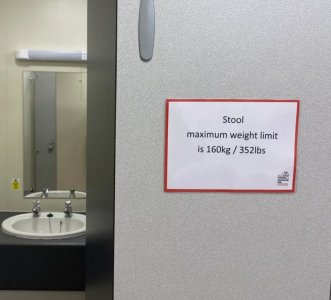 Stool
maximum weight limit
is 160kg / 352lbs